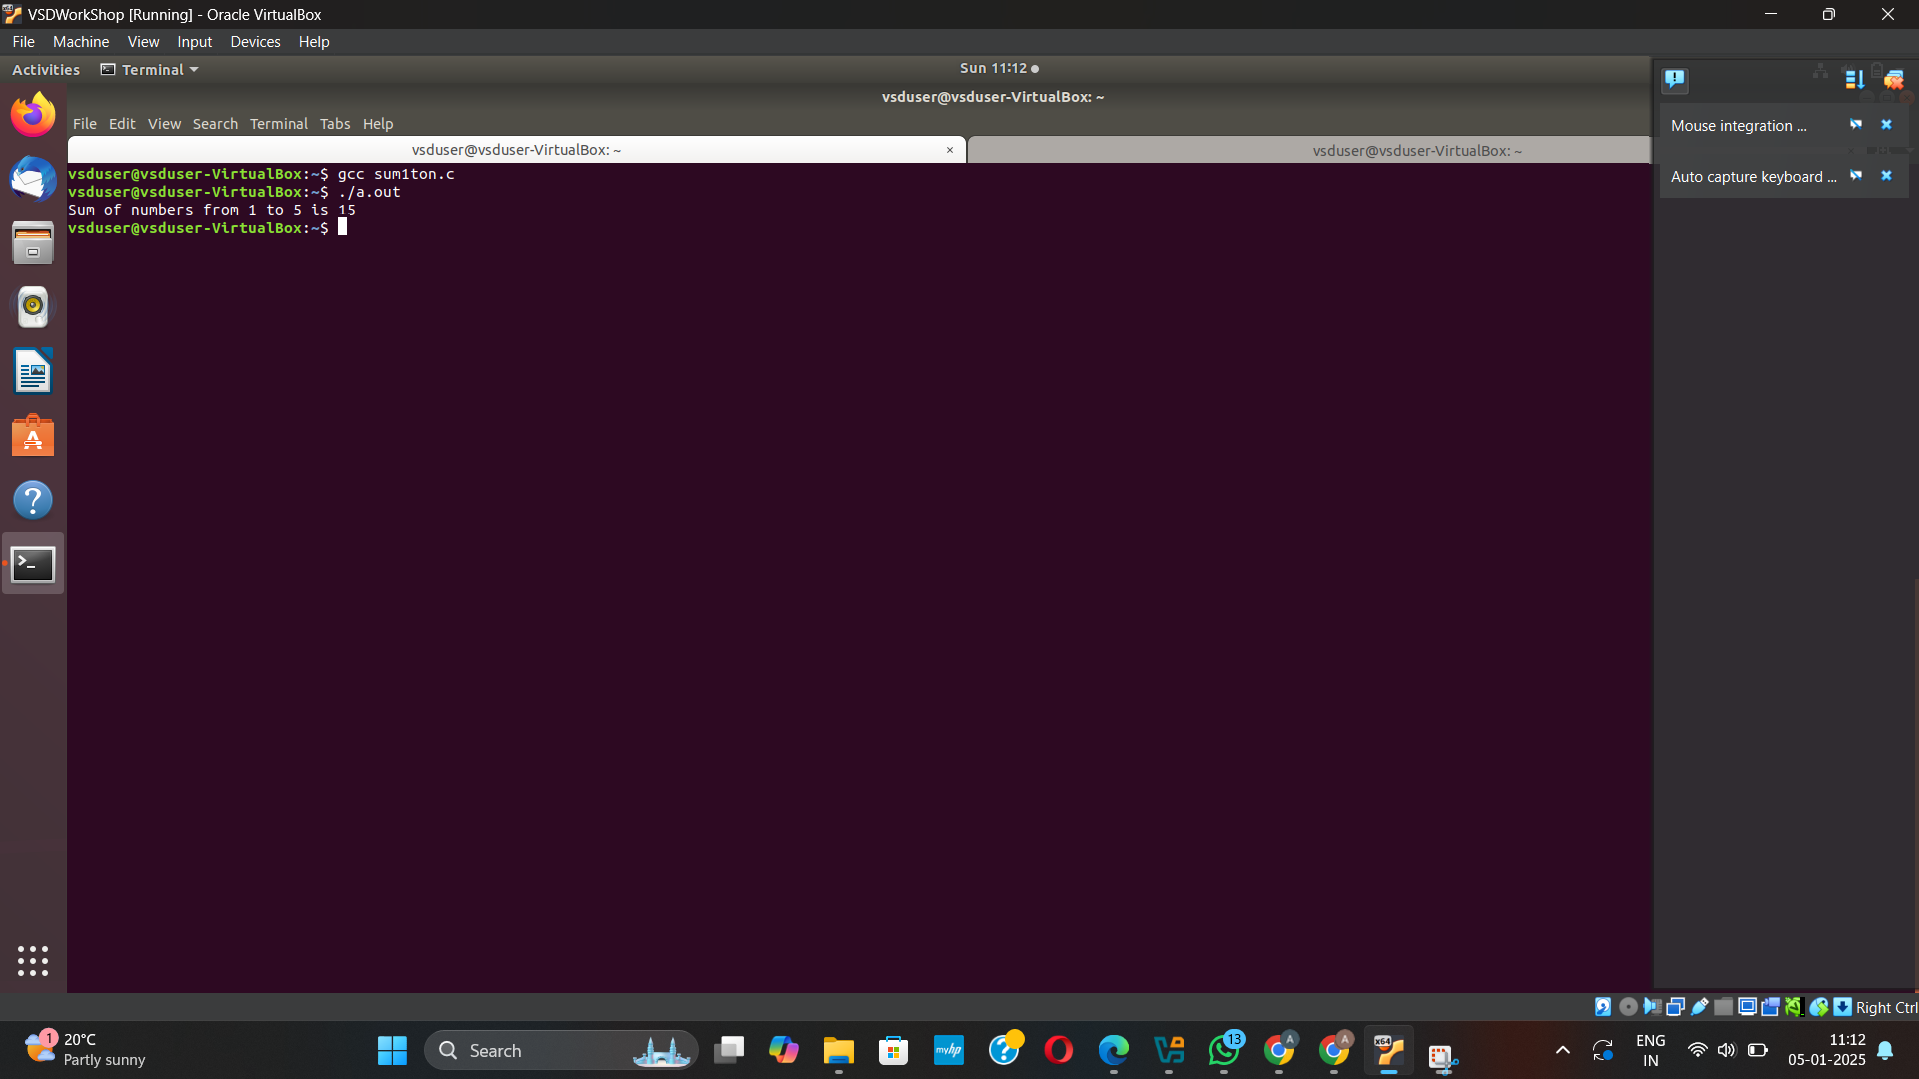 VSDWorkShop [Running] - Oracle VirtualBox
File Machine View Input Devices Help
Activities Terminal Sun 11:12
vsduser@vsduser-VirtualBox: ~
File Edit View Search Terminal Tabs Help
vsduser@vsduser-VirtualBox: ~ × vsduser@vsduser-VirtualBox: ~
vsduser@vsduser-VirtualBox:~$ gcc sum1ton.c
vsduser@vsduser-VirtualBox:~$ ./a.out
Sum of numbers from 1 to 5 is 15
vsduser@vsduser-VirtualBox:~$
Mouse integration ...
Auto capture keyboard ...
Right Ctrl
1 20°C
Partly sunny
Search
myhp
13
A
A
x64
ENG
IN
11:12
05-01-2025